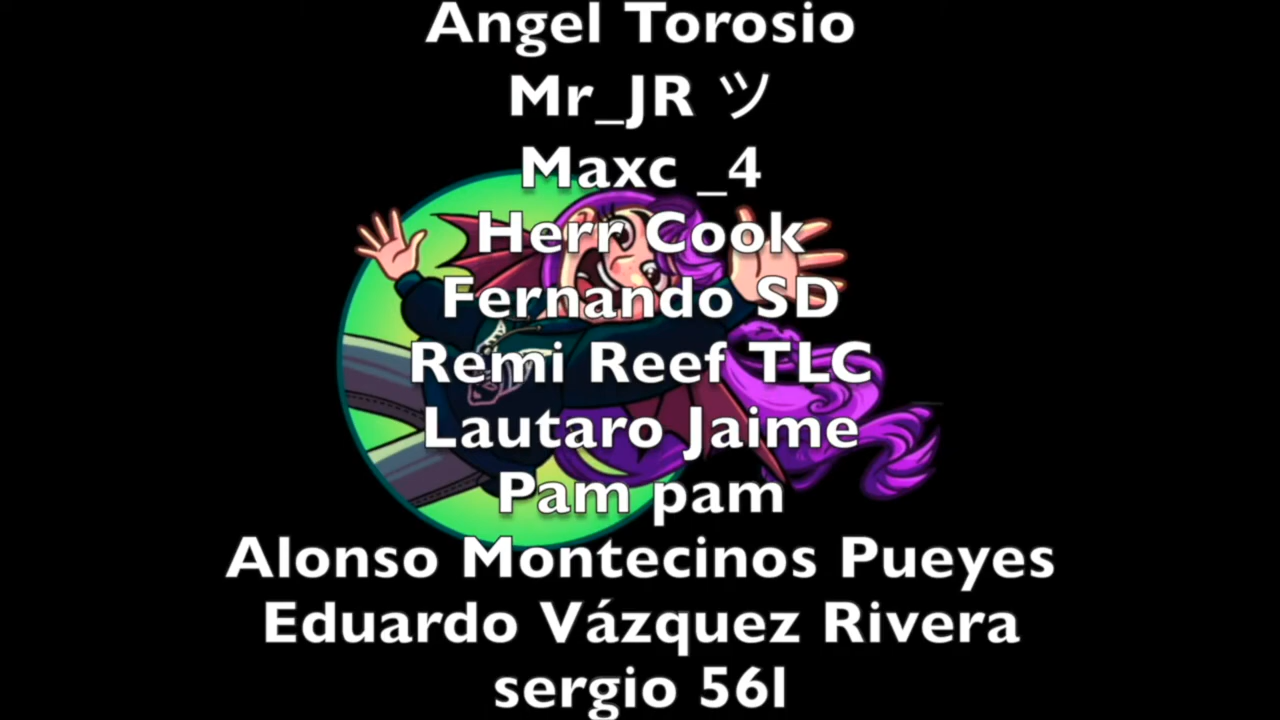 Angel Torosio
Mr_JR ツ
Maxc _4
Herr Cook
Fernando SD
Remi Reef TLC
Lautaro Jaime
Pam pam
Alonso Montecinos Pueyes
Eduardo Vázquez Rivera
sergio 56l